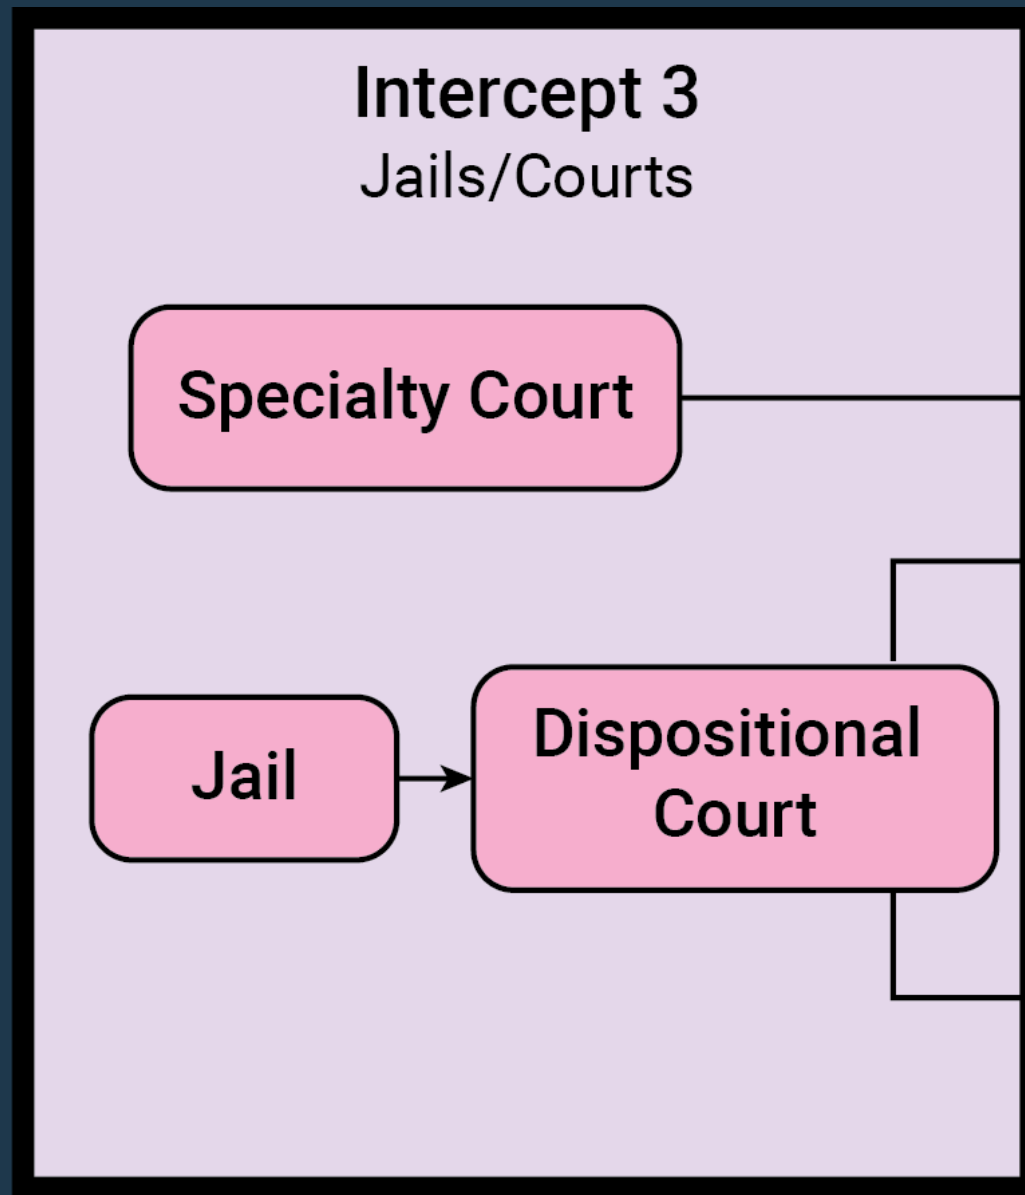 Intercept 3
Jails/Courts
Specialty Court
Jail
Dispositional
Court